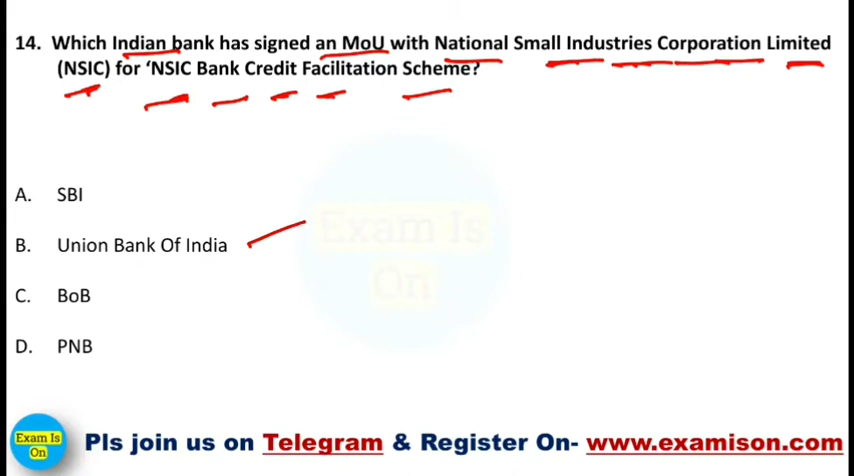 14. Which Indian bank has signed an MoU with National Small Industries Corporation Limited
(NSIC) for ‘NSIC Bank Credit Facilitation Scheme?
A. SBI
B. Union Bank Of India
C. BoB
D. PNB
Exam Is
On
Exam Is
On
Pls join us on Telegram & Register On- www.examison.com